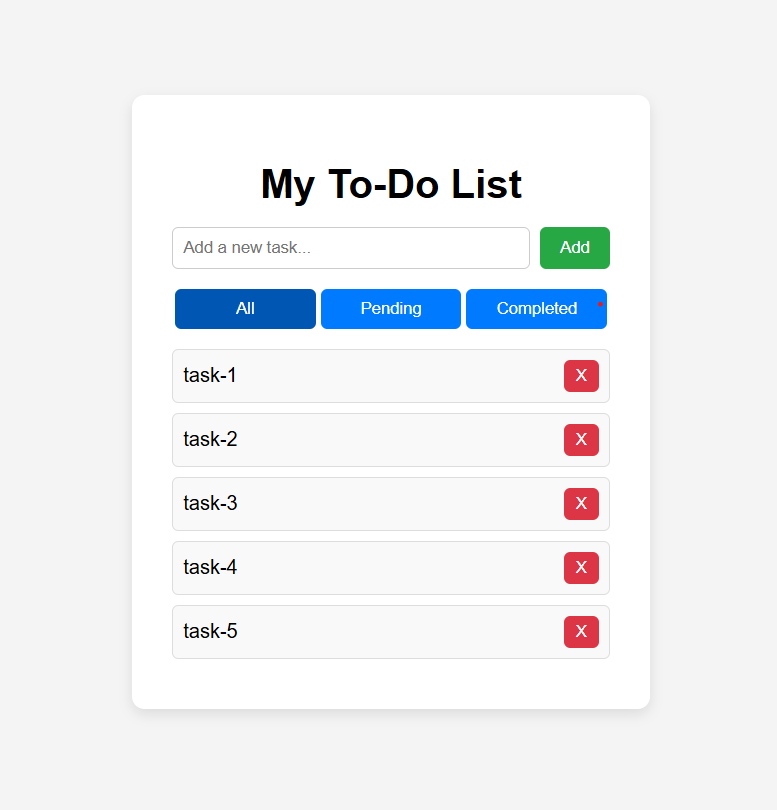 My To-Do List
Add a new task... Add
All Pending Completed
task-1 X
task-2 X
task-3 X
task-4 X
task-5 X